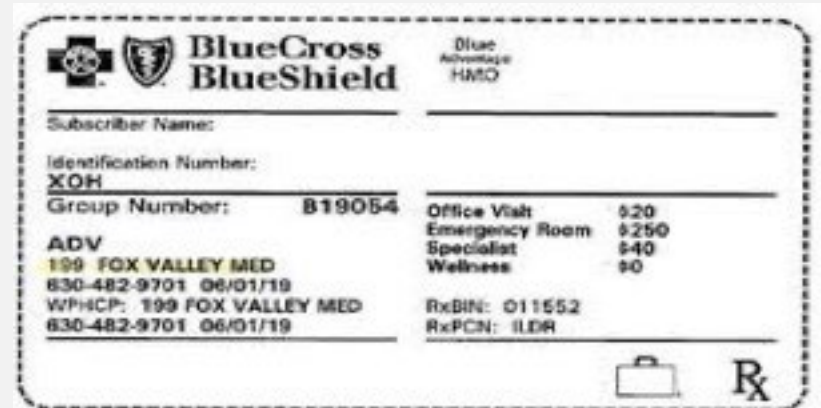 BlueCross
BlueShield
Blue
Advantage
HMO
Subscriber Name:
Identification Number:
XOH
Group Number: 819054
ADV
199 FOX VALLEY MED
630-482-9701 06/01/19
WPHCP: 199 FOX VALLEY MED
630-482-9701 06/01/19
Office Visit $20
Emergency Room $250
Specialist $40
Wellness $0
RxBIN: 011552
RxPCN: ILDR
Rx